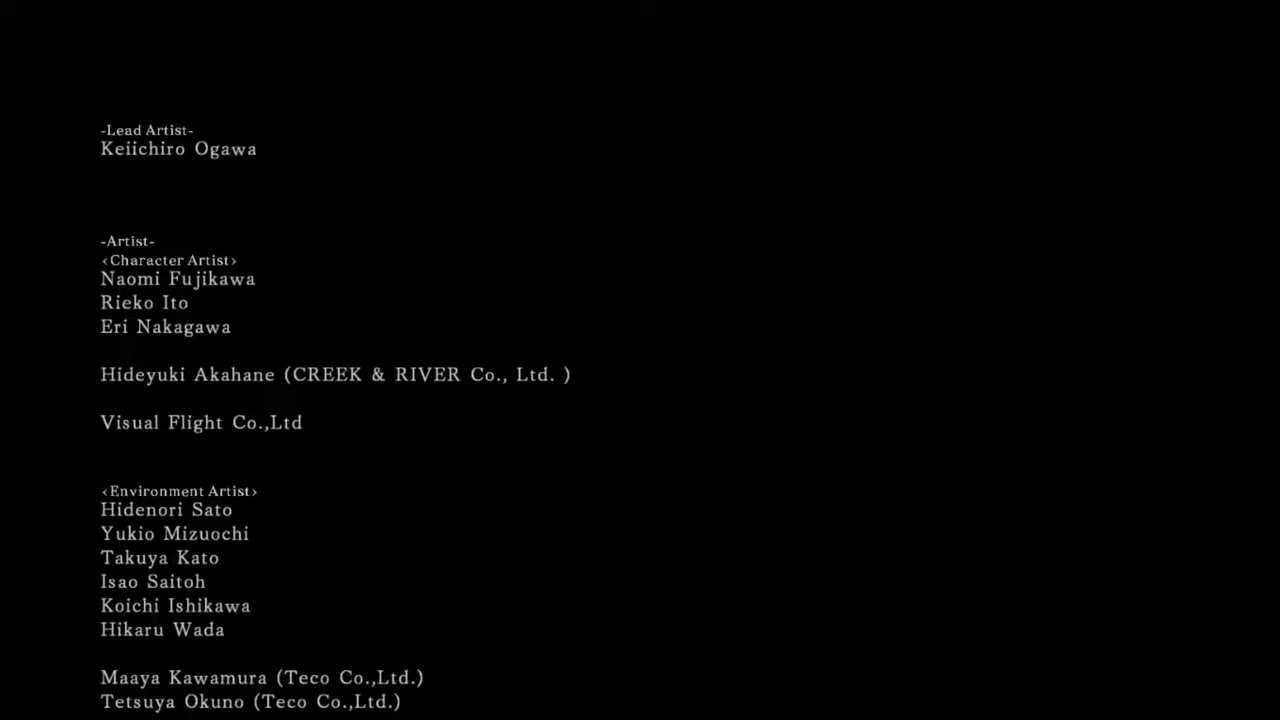 -Lead Artist-
Keiichiro Ogawa
-Artist-
<Character Artist>
Naomi Fujikawa
Rieko Ito
Eri Nakagawa
Hideyuki Akahane (CREEK & RIVER Co., Ltd. )
Visual Flight Co.,Ltd
<Environment Artist>
Hidenori Sato
Yukio Mizuochi
Takuya Kato
Isao Saitoh
Koichi Ishikawa
Hikaru Wada
Maaya Kawamura (Teco Co.,Ltd.)
Tetsuya Okuno (Teco Co.,Ltd.)